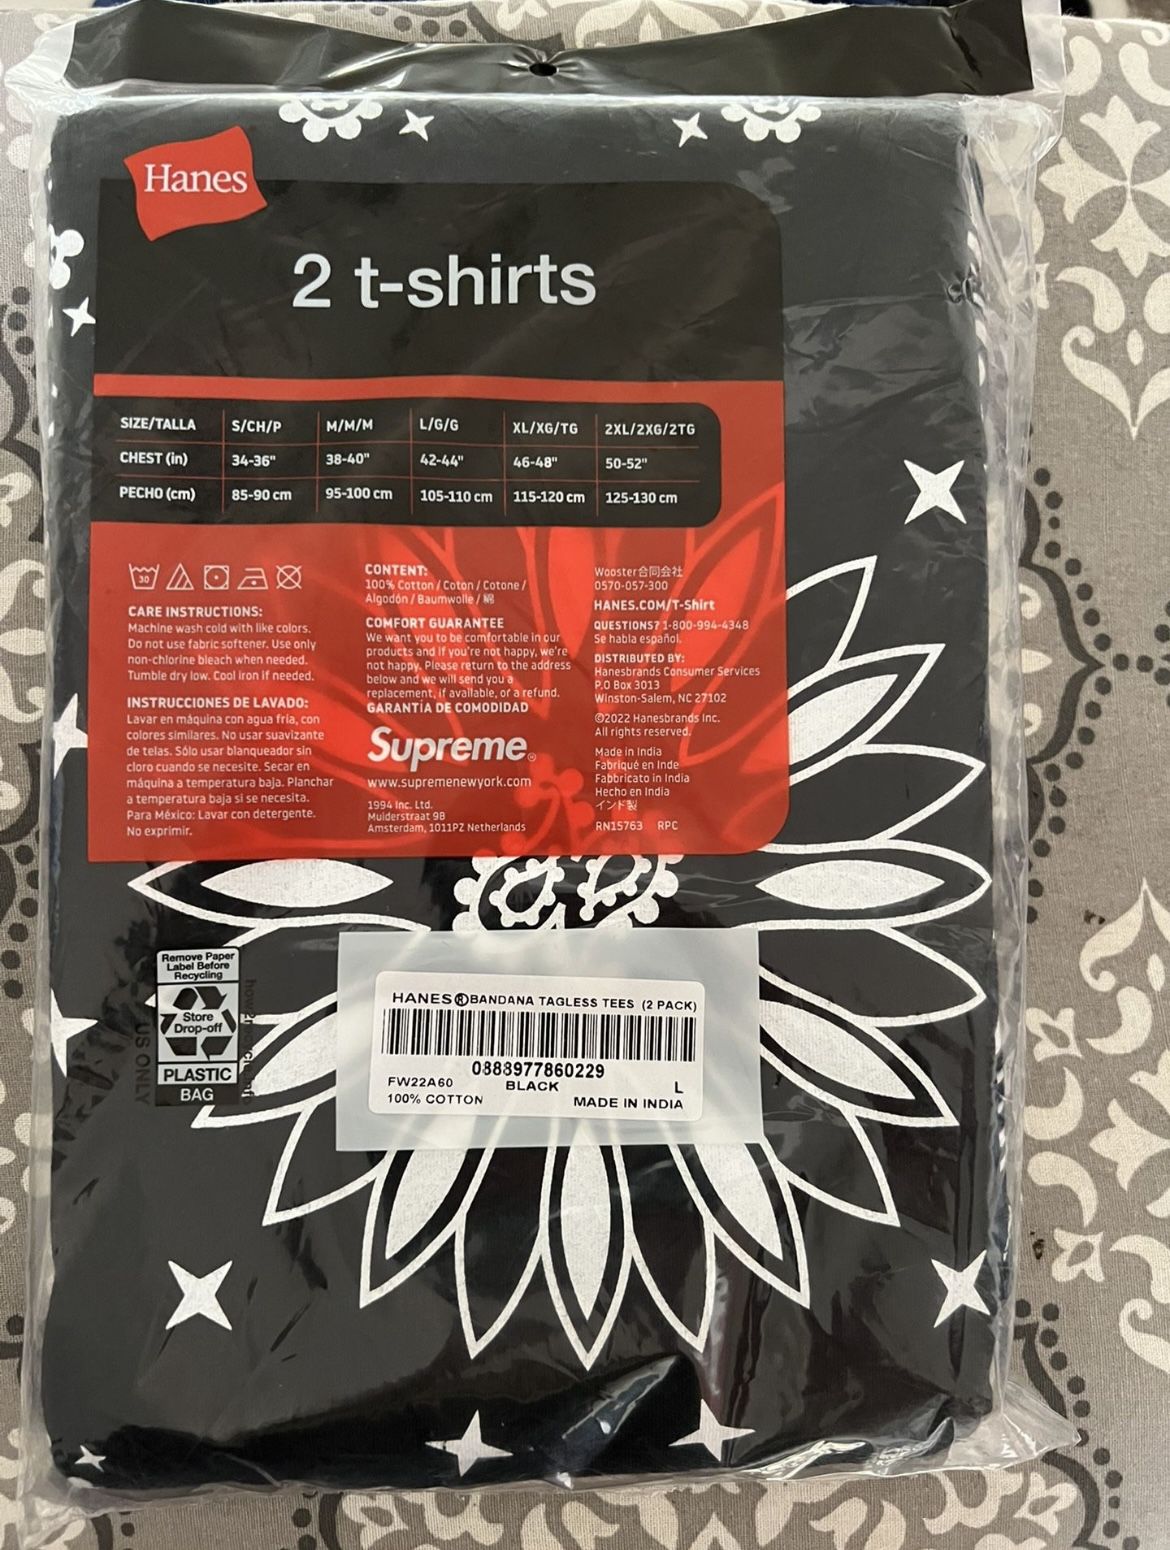 Hanes
2 t-shirts
SIZE/TALLA S/CH/P M/M/M L/G/G XL/XG/TG 2XL/2XG/2TG
CHEST (in) 34-36" 38-40" 42-44" 46-48" 50-52"
PECHO (cm) 85-90 cm 95-100 cm 105-110 cm 115-120 cm 125-130 cm
30
CARE INSTRUCTIONS:
Machine wash cold with like colors.
Do not use fabric softener. Use only
non-chlorine bleach when needed.
Tumble dry low. Cool iron if needed.
INSTRUCCIONES DE LAVADO:
Lavar en máquina con agua fría, con
colores similares. No usar suavizante
de telas. Sólo usar blanqueador sin
cloro cuando se necesite. Secar en
máquina a temperatura baja. Planchar
a temperatura baja si se necesita.
Para México: Lavar con detergente.
No exprimir.
CONTENT:
100% Cotton / Coton / Cotone /
Algodón / Baumwolle / 綿
COMFORT GUARANTEE
We want you to be comfortable in our
products and if you're not happy, we're
not happy. Please return to the address
below and we will send you a
replacement, if available, or a refund.
GARANTÍA DE COMODIDAD
Supreme®
www.supremenewyork.com
1994 Inc. Ltd.
Muiderstraat 98
Amsterdam, 1011PZ Netherlands
Wooster合同会社
0570-057-300
HANES.COM/T-Shirt
QUESTIONS? 1-800-994-4348
Se habla español.
DISTRIBUTED BY:
Hanesbrands Consumer Services
P.O Box 3013
Winston-Salem, NC 27102
©2022 Hanesbrands Inc.
All rights reserved.
Made in India
Fabriqué en Inde
Fabbricato in India
Hecho en India
インド製
RN15763 RPC
Remove Paper
Label Before
Recycling
Store
Drop-off
PLASTIC
BAG
US ONLY
HANES®BANDANA TAGLESS TEES (2 PACK)
0888977860229
FW22A60 BLACK L
100% COTTON MADE IN INDIA